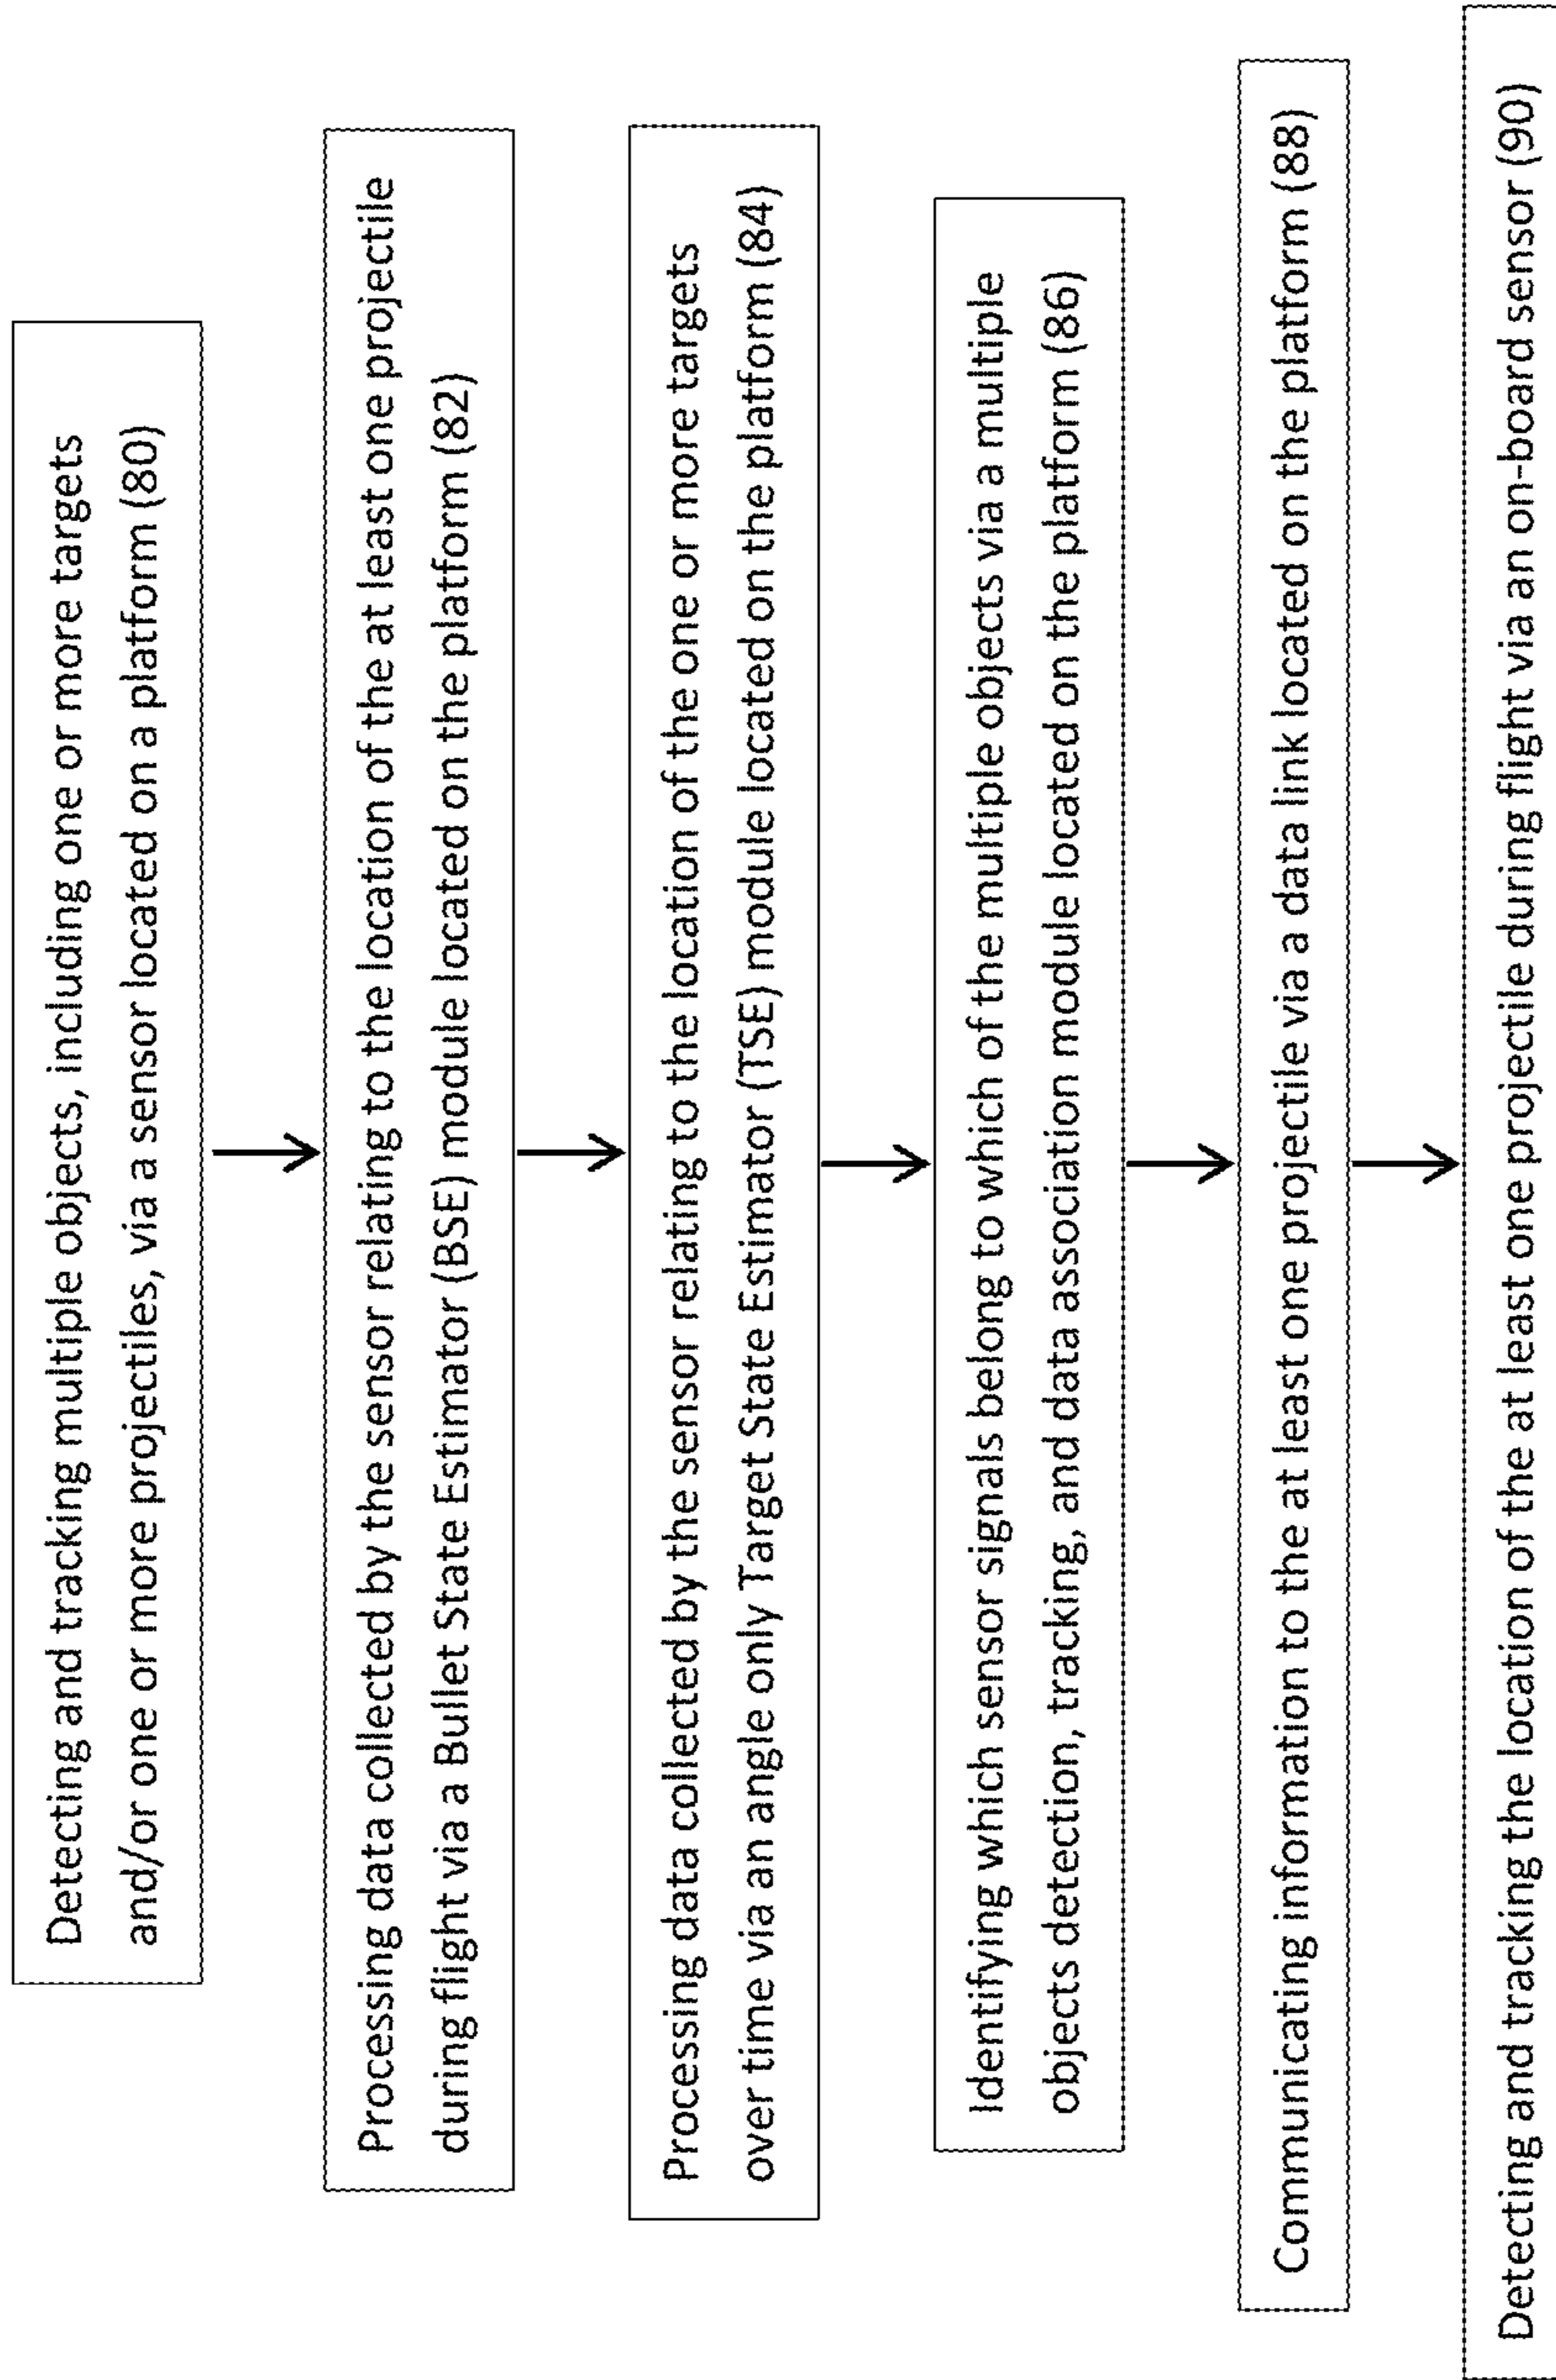 Detecting and tracking multiple objects, including one or more targets
and/or one or more projectiles, via a sensor located on a platform (80)
Processing data collected by the sensor relating to the location of the at least one projectile
during flight via a Bullet State Estimator (BSE) module located on the platform (82)
Processing data collected by the sensor relating to the location of the one or more targets
over time via an angle only Target State Estimator (TSE) module located on the platform (84)
Identifying which sensor signals belong to which of the multiple objects via a multiple
objects detection, tracking, and data association module located on the platform (86)
Communicating information to the at least one projectile via a data link located on the platform (88)
Detecting and tracking the location of the at least one projectile during flight via an on-board sensor (90)